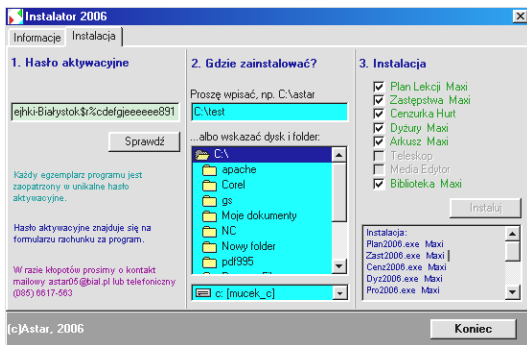 Instalator 2006
Informacje Instalacja
1. Hasło aktywacyjne
ejhki-Białystok$r%cdefgjeeeeee891
Sprawdź
Każdy egzemplarz programu jest
zaopatrzony w unikalne hasło
aktywacyjne.
Hasło aktywacyjne znajduje się na
formularzu rachunku za program.
W razie kłopotów prosimy o kontakt
mailowy astar05@bial.pl lub telefoniczny
(085) 6617-563
2. Gdzie zainstalować?
Proszę wpisać, np. C:\astar
C:\test
...albo wskazać dysk i folder:
C:\
apache
Corel
gs
Moje dokumenty
NC
Nowy folder
pdf995
c: [mucek_c]
3. Instalacja
Plan Lekcji Maxi
Zastępstwa Maxi
Cenzurka Hurt
Dyżury Maxi
Arkusz Maxi
Teleskop
Media Edytor
Biblioteka Maxi
Instaluj
Instalacja:
Plan2006.exe Maxi
Zast2006.exe Maxi
Cenz2006.exe Maxi
Dyz2006.exe Maxi
Pro2006.exe Maxi
(c)Astar, 2006
Koniec